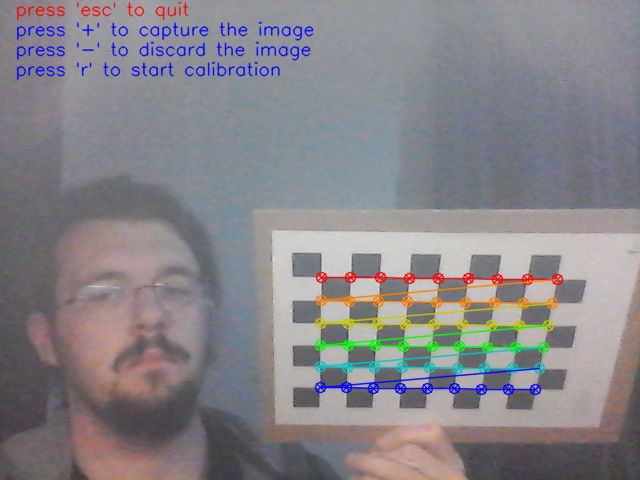 press 'esc' to quit
press '+' to capture the image
press '-' to discard the image
press 'r' to start calibration